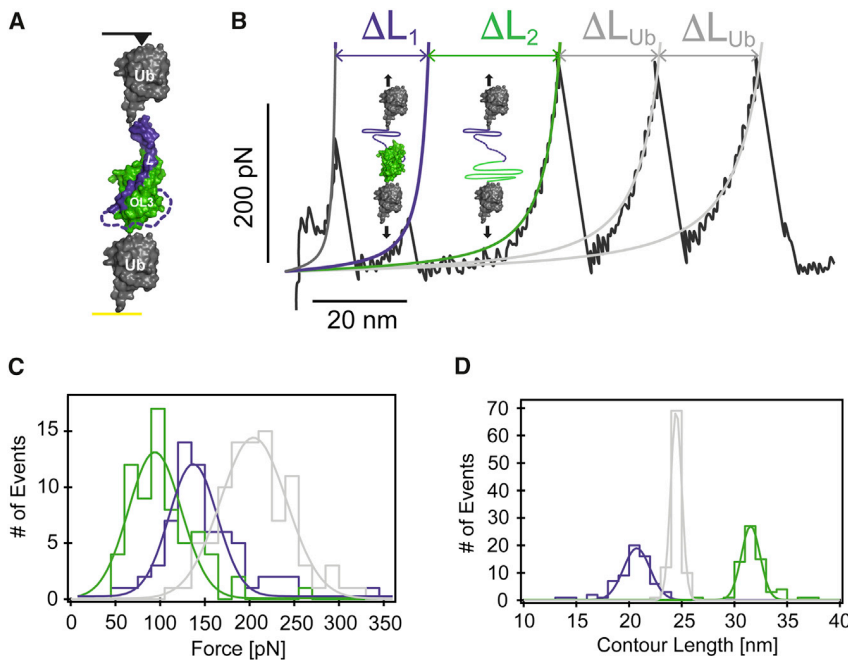 A
Ub
L
OL3
Ub
B
ΔL1 ΔL2 ΔLUb ΔLUb
200 pN
20 nm
C
# of Events
15
10
5
0
0 50 100 150 200 250 300 350
Force [pN]
D
# of Events
70
60
50
40
30
20
10
0
10 15 20 25 30 35 40
Contour Length [nm]